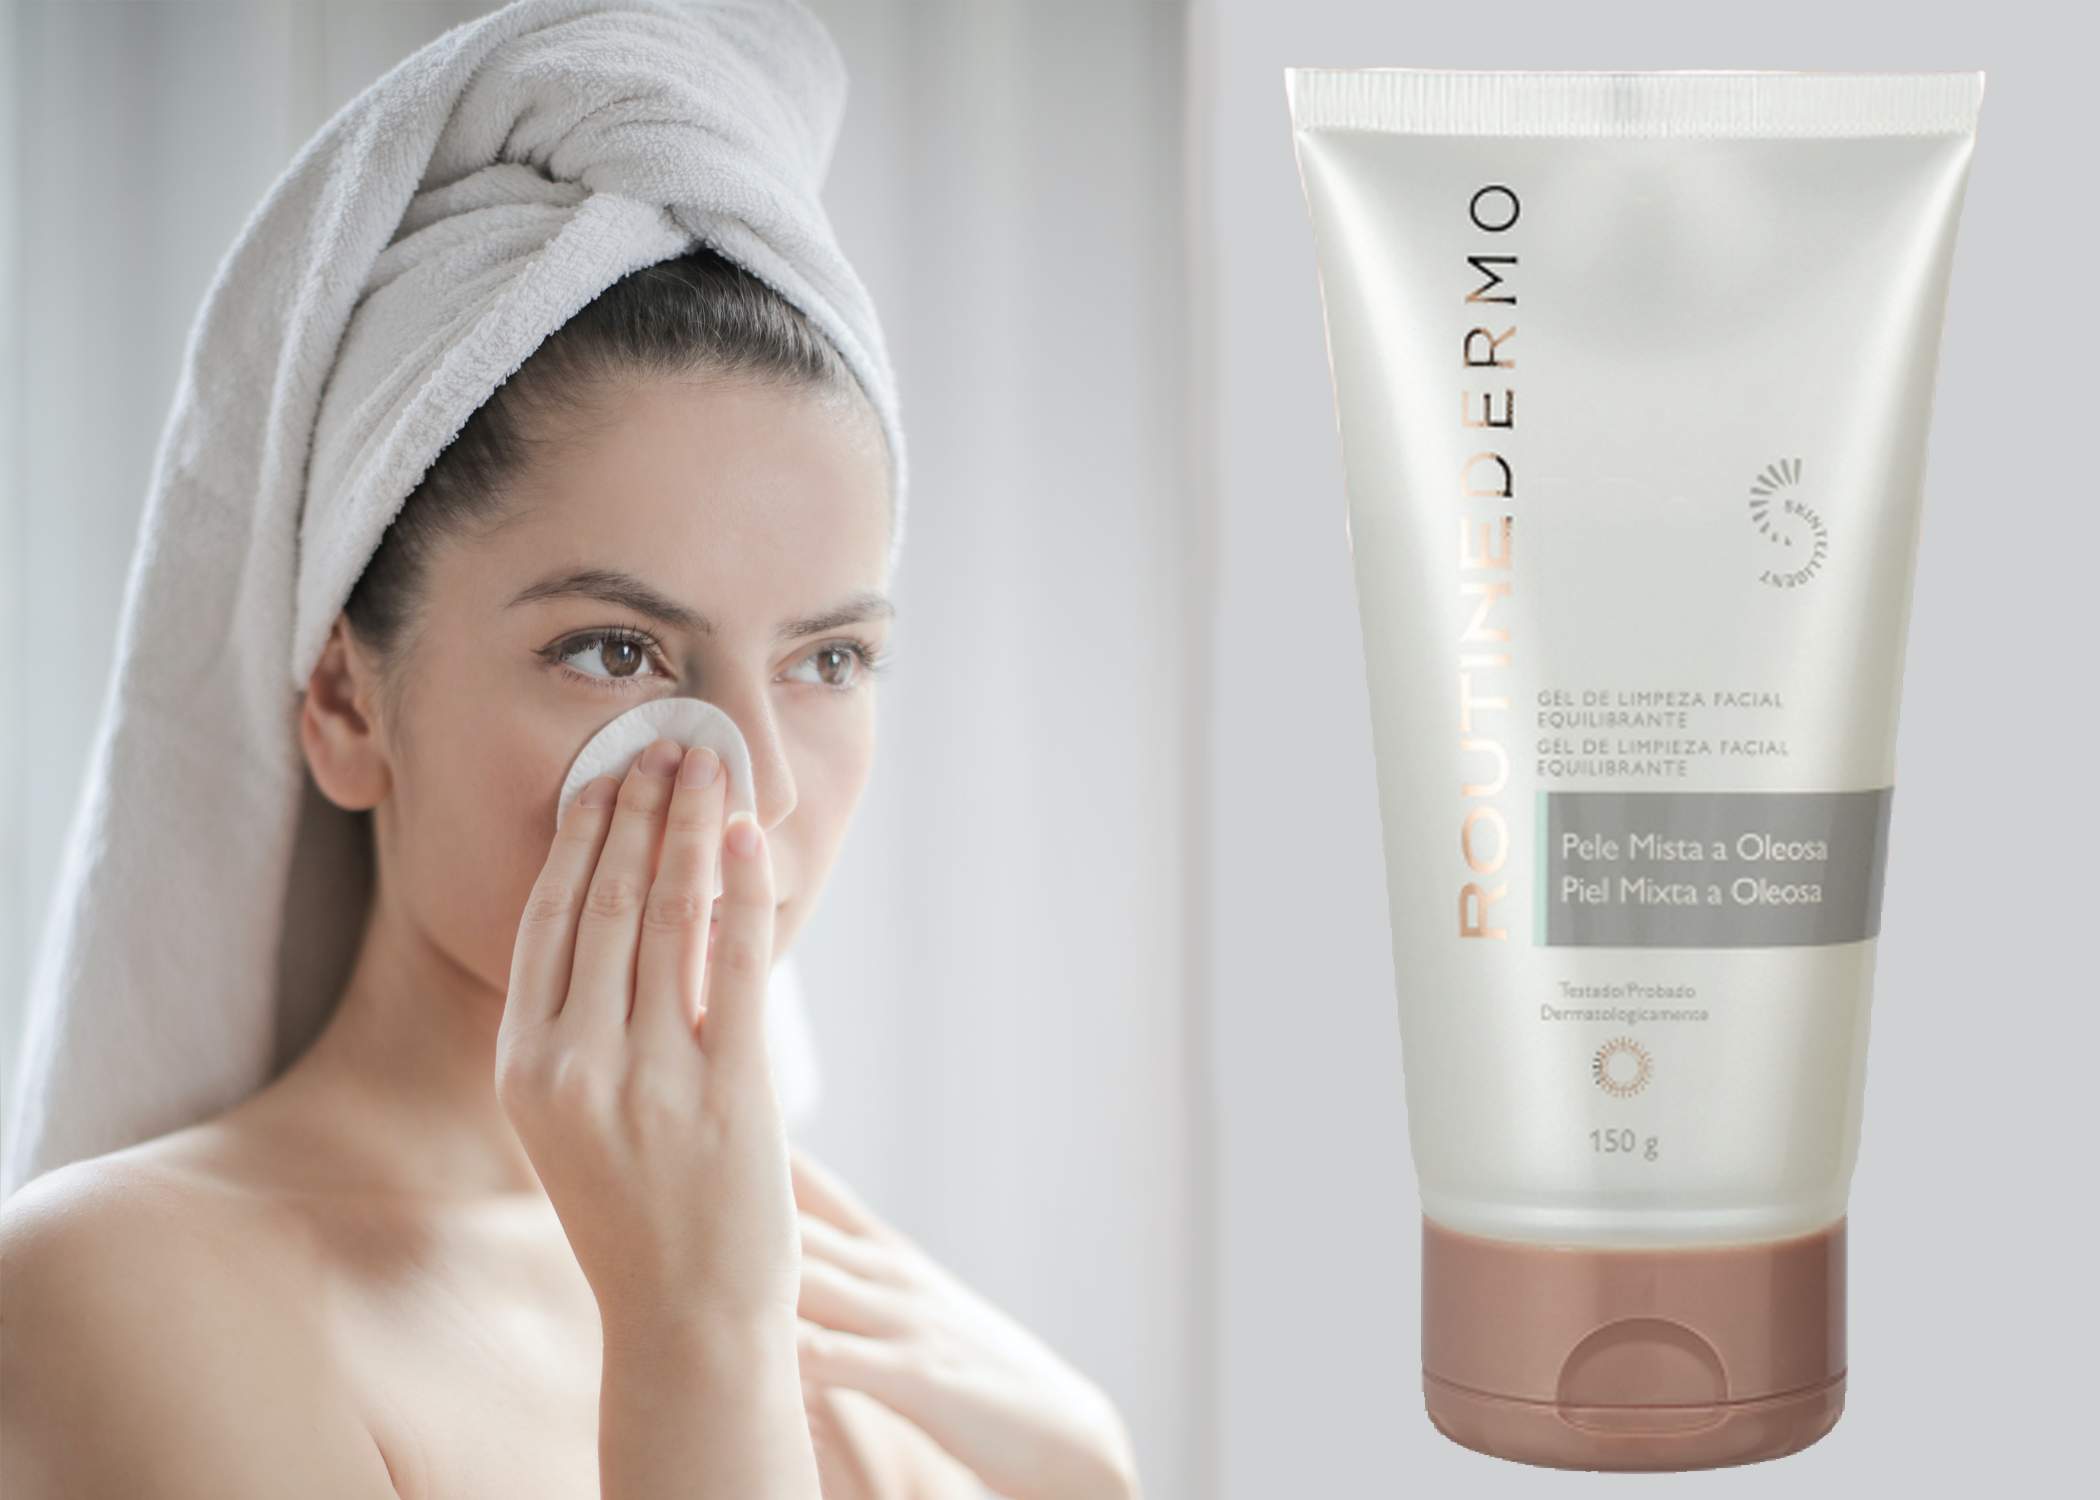 ROUTINEDERMO
SKINTELLIGENT
GEL DE LIMPEZA FACIAL
EQUILIBRANTE
GEL DE LIMPIEZA FACIAL
EQUILIBRANTE
Pele Mista a Oleosa
Piel Mixta a Oleosa
Testado/Probado
Dermatologicamente
150 g